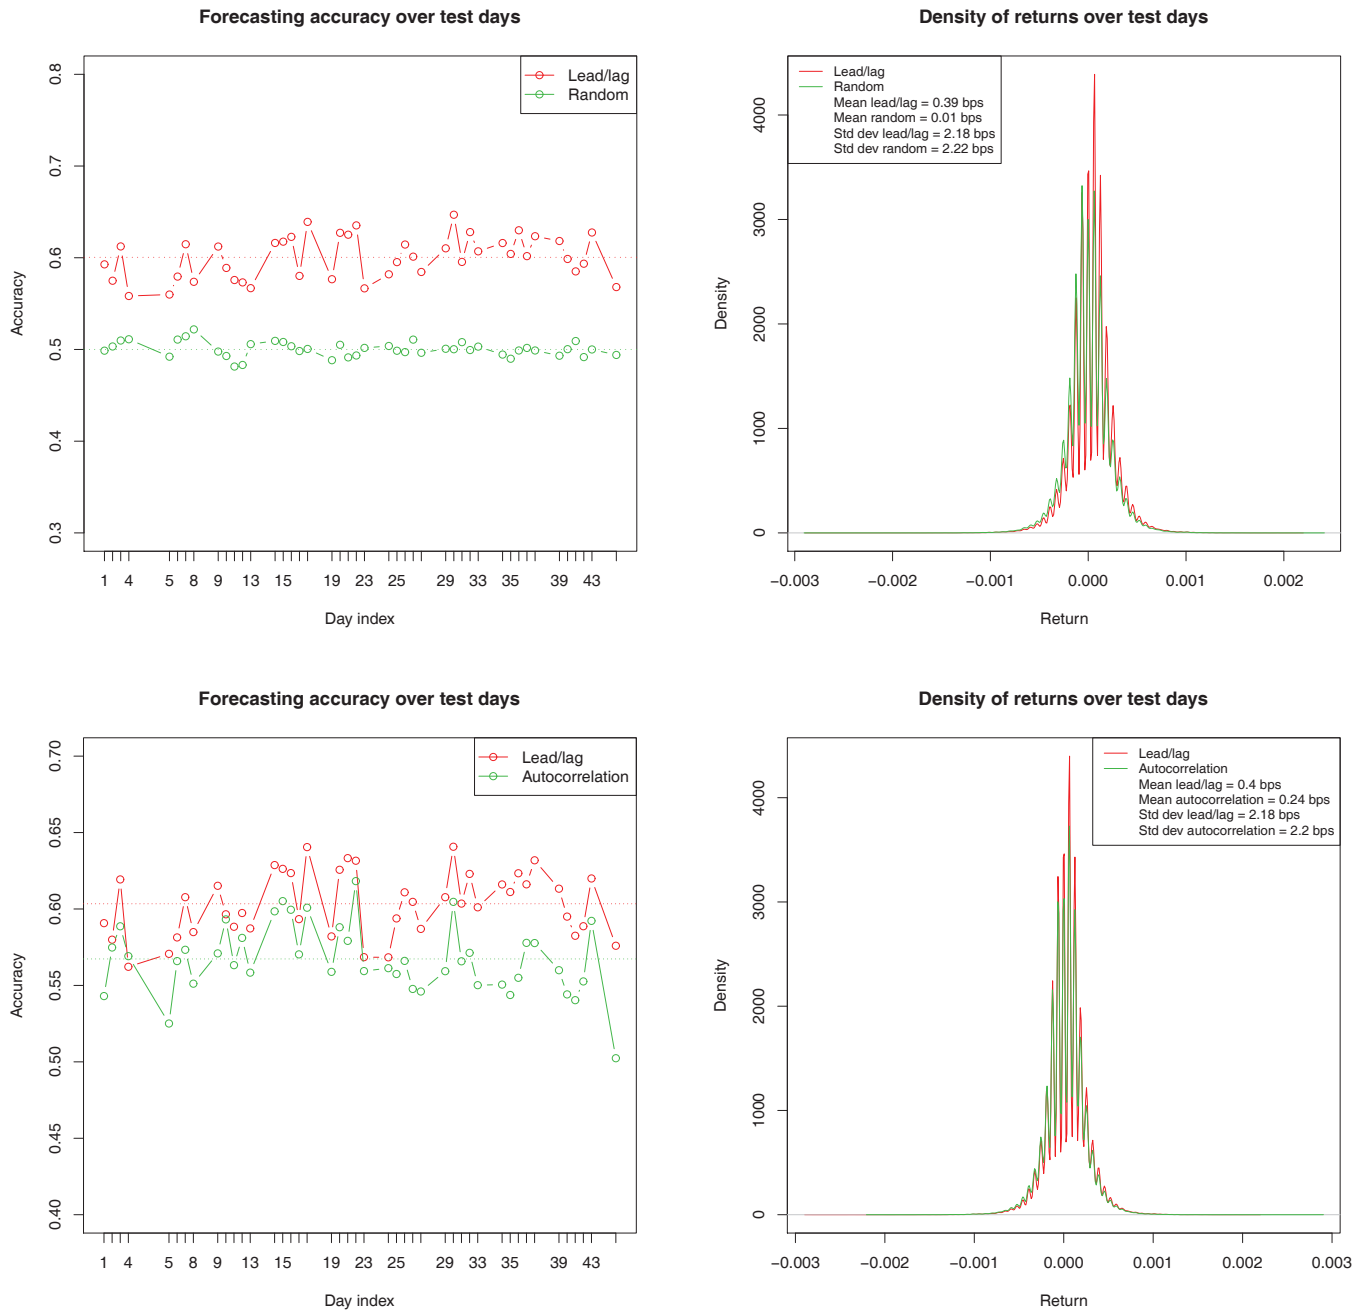 Forecasting accuracy over test days
Lead/lag
Random
Accuracy
0.8
0.7
0.6
0.5
0.4
0.3
1 4 5 8 9 13 15 19 23 25 29 33 35 39 43
Day index
Density of returns over test days
Lead/lag
Random
Mean lead/lag = 0.39 bps
Mean random = 0.01 bps
Std dev lead/lag = 2.18 bps
Std dev random = 2.22 bps
Density
4000
3000
2000
1000
0
−0.003 −0.002 −0.001 0.000 0.001 0.002
Return
Forecasting accuracy over test days
Lead/lag
Autocorrelation
Accuracy
0.70
0.65
0.60
0.55
0.50
0.45
0.40
1 4 5 8 9 13 15 19 23 25 29 33 35 39 43
Day index
Density of returns over test days
Lead/lag
Autocorrelation
Mean lead/lag = 0.4 bps
Mean autocorrelation = 0.24 bps
Std dev lead/lag = 2.18 bps
Std dev autocorrelation = 2.2 bps
Density
4000
3000
2000
1000
0
−0.003 −0.002 −0.001 0.000 0.001 0.002 0.003
Return